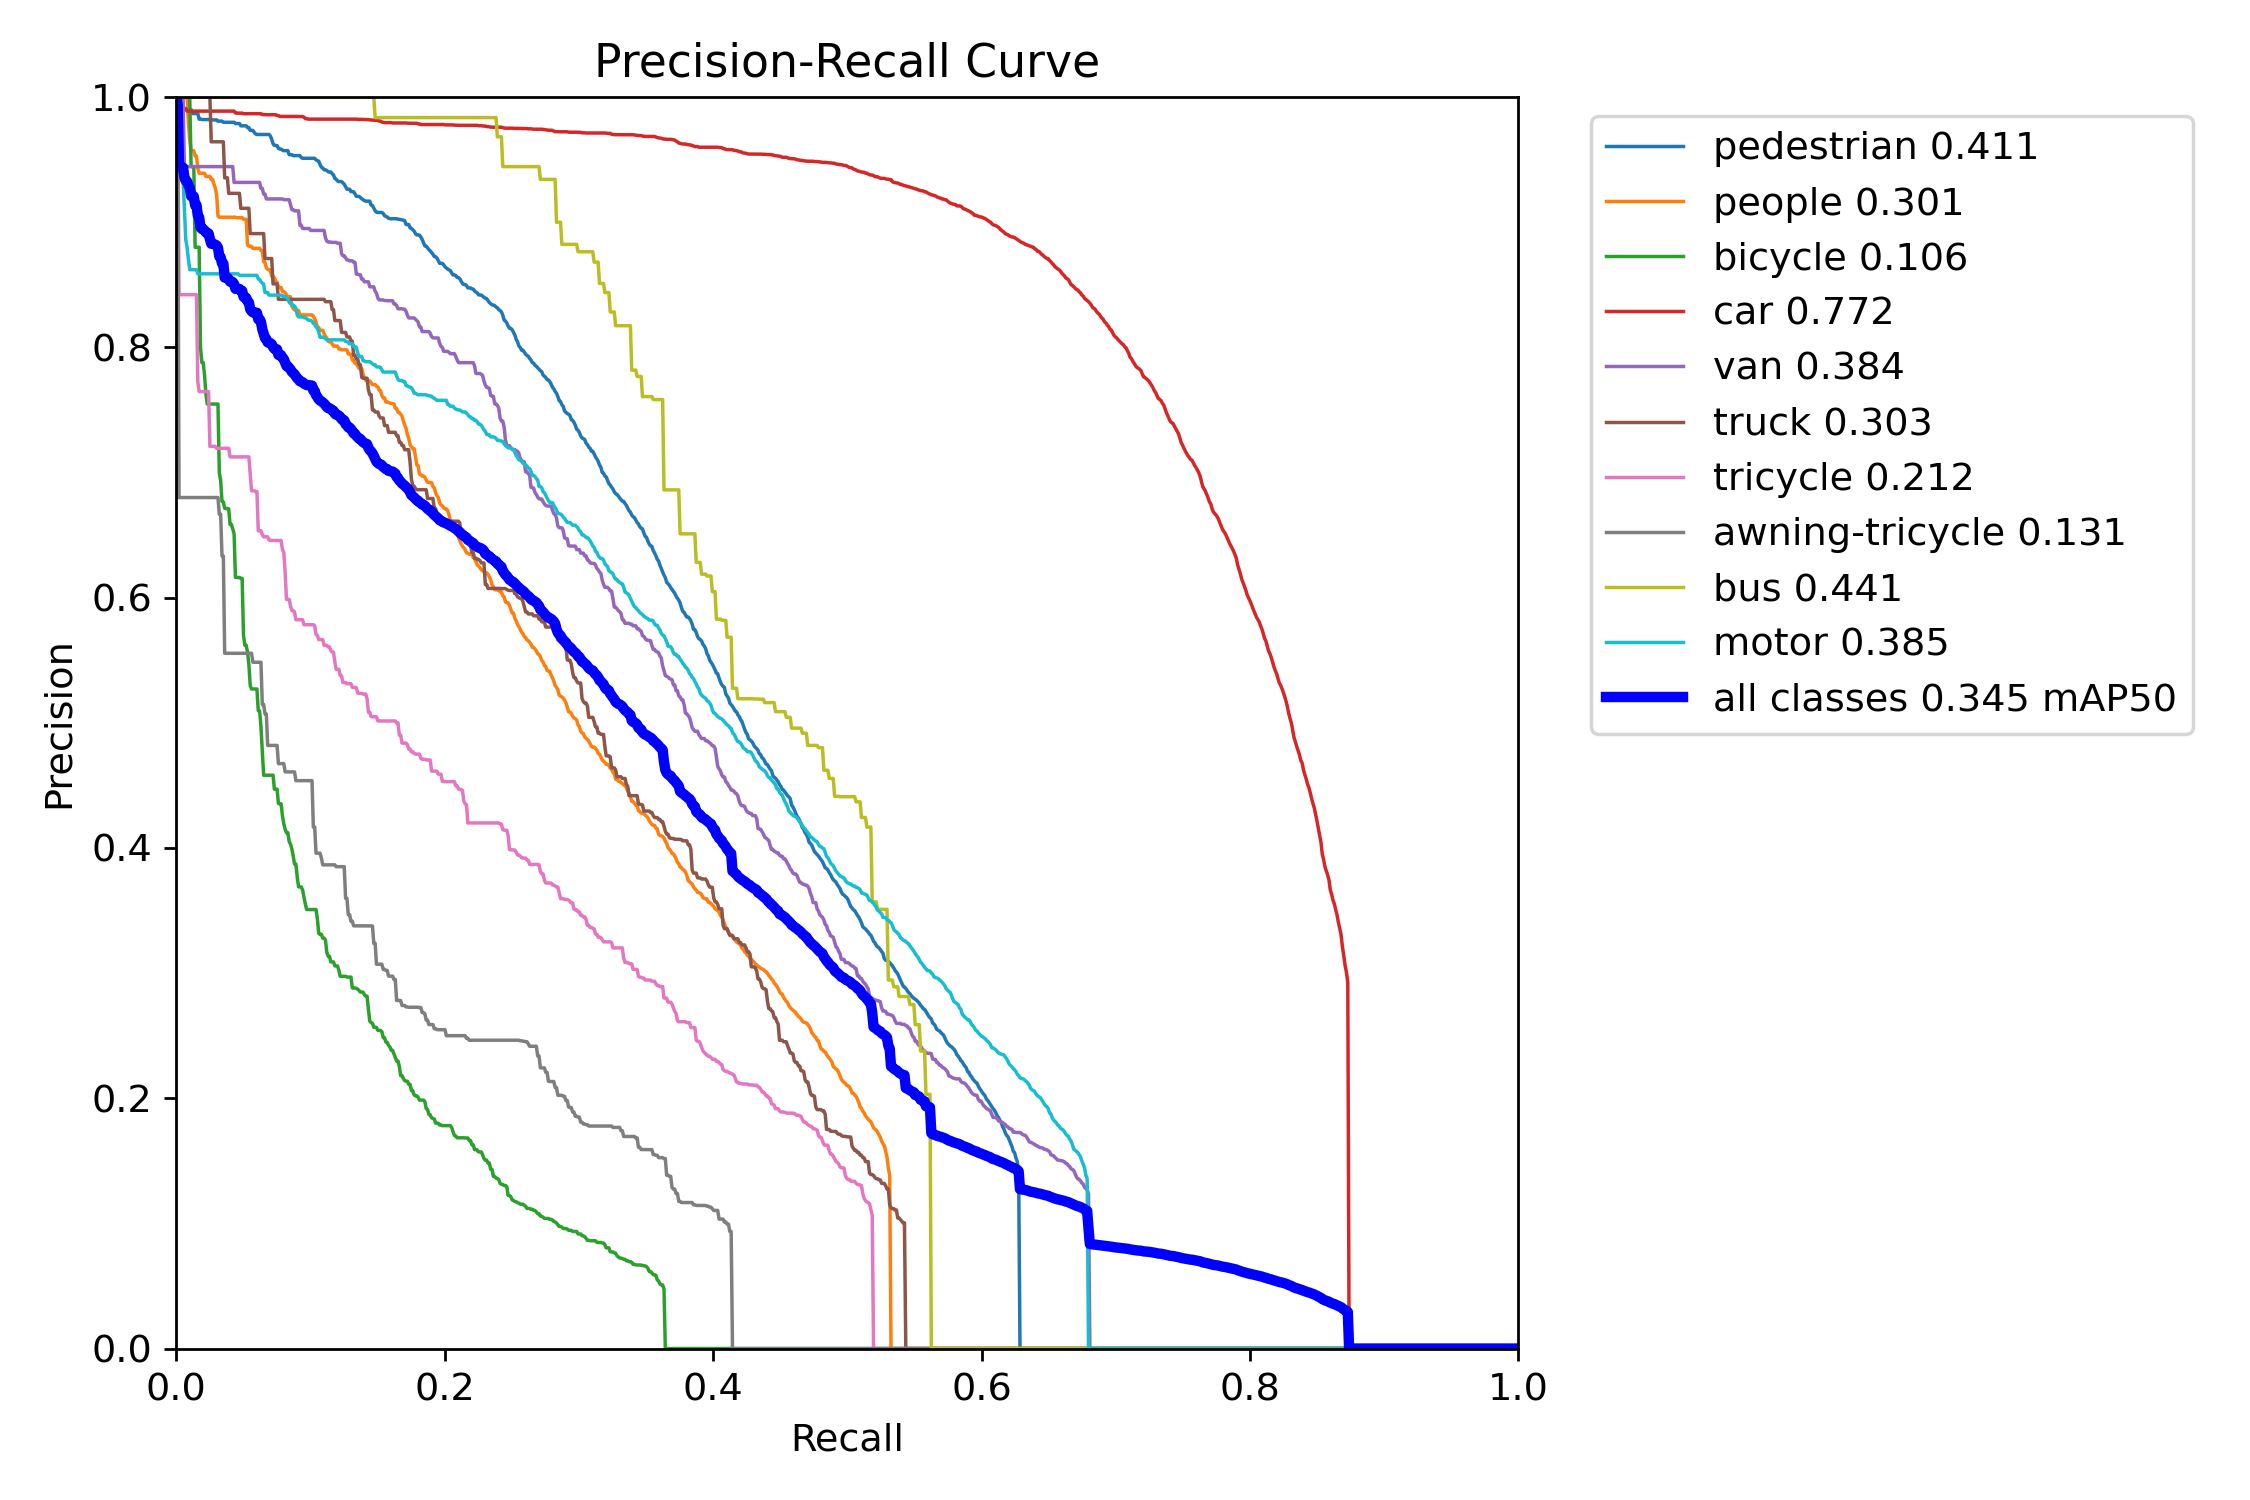 Precision-Recall Curve
1.0
0.8
0.6
0.4
0.2
0.0
Precision
0.0 0.2 0.4 0.6 0.8 1.0
Recall
pedestrian 0.411
people 0.301
bicycle 0.106
car 0.772
van 0.384
truck 0.303
tricycle 0.212
awning-tricycle 0.131
bus 0.441
motor 0.385
all classes 0.345 mAP50